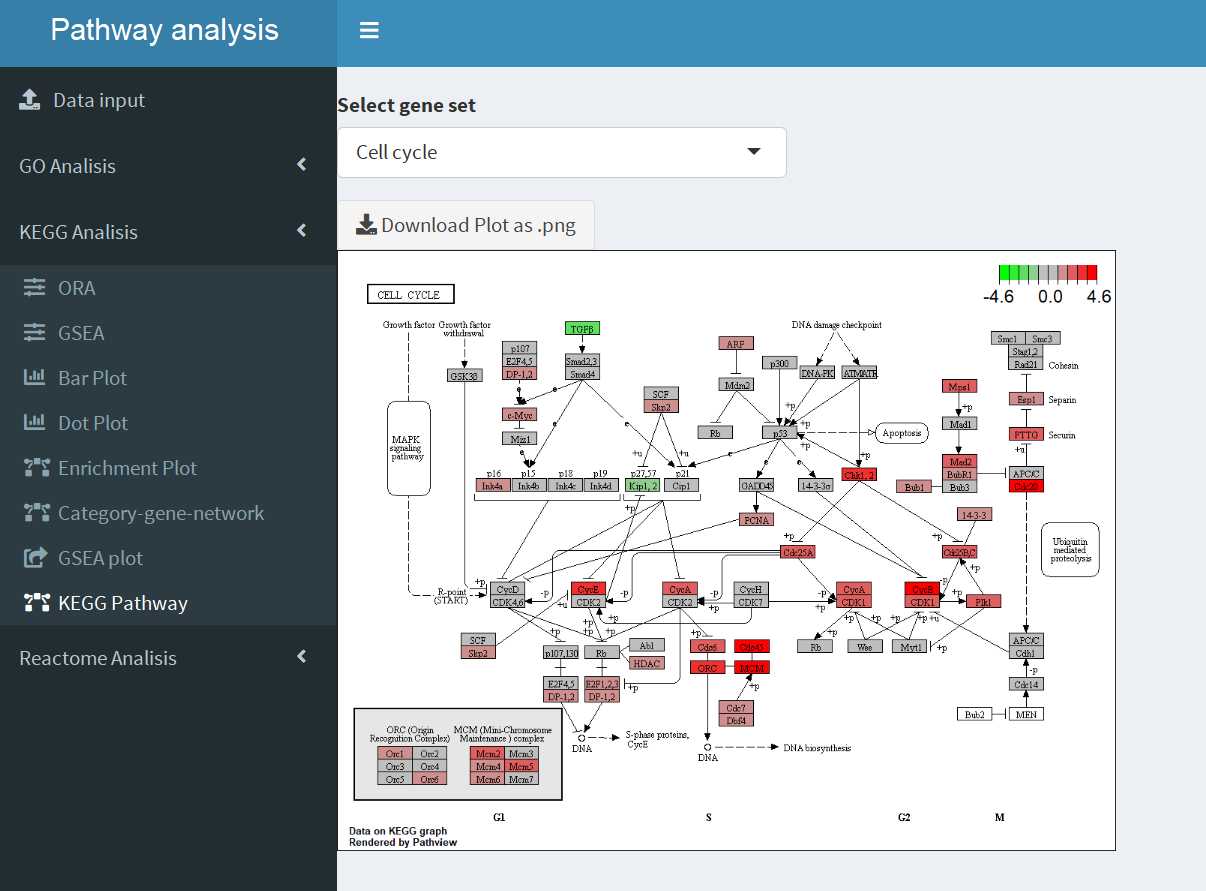 Pathway analysis
Data input
GO Analisis
KEGG Analisis
ORA
GSEA
Bar Plot
Dot Plot
Enrichment Plot
Category-gene-network
GSEA plot
KEGG Pathway
Reactome Analisis
Select gene set
Cell cycle
Download Plot as .png
-4.6 0.0 4.6
CELL CYCLE
Growth factor
Growth factor
withdrawal
TGFβ
DNA damage checkpoint
Smc1 Smc3
Stag1,2
Rad21
Cohesin
p107
E2F4,5
DP-1,2
Smad2,3
Smad4
GSK3β
ARF
p300
DNA-PK
ATMATR
Mdm2
SCF
Skp2
c-Myc
Miz1
Rb
p53
+p
+p
+p
Apoptosis
Mps1
+p
Mad1
Esp1
Separin
PTTG
Securin
+u
MAPK
signaling
pathway
e
e
e
e
e
e
+u
+u
+p
p16 p15 p18 p19
Ink4a Ink4b Ink4c Ink4d
p27,57
Kip1, 2
p21
Cip1
GADD45
14-3-3σ
Chk1, 2
Mad2
BubR1
Bub3
Bub1
APC/C
Cdc20
+p
PCNA
14-3-3
+p
Cdc25A
+p
Cdc25B,C
+p
Ubiquitin
mediated
proteolysis
R-point
(START)
+p
CycD
CDK4,6
-p
CycE
CDK2
-p
CycA
CDK2
-p
+p
CycH
CDK7
-p
+p
CycA
CDK1
CycB
CDK1
-p
+p
Plk1
+u
+p
+p
+p
+p
+p
+p
+p
+p
+u
+p
SCF
Skp2
p107,130
Rb
Abl
HDAC
Cdc6
Cdc45
ORC
MCM
Rb
Wee
Myt1
APC/C
Cdh1
-p
Cdc14
+p
E2F4,5
DP-1,2
E2F1,2,3
DP-1,2
+p
+p
Cdc7
Dbf4
Bub2
MEN
DNA
S-phase proteins,
CycE
DNA
DNA biosynthesis
ORC (Origin
Recognition Complex)
MCM (Mini-Chromosome
Maintenance ) complex
Orc1 Orc2
Orc3 Orc4
Orc5 Orc6
Mcm2 Mcm3
Mcm4 Mcm5
Mcm6 Mcm7
G1 S G2 M
Data on KEGG graph
Rendered by Pathview